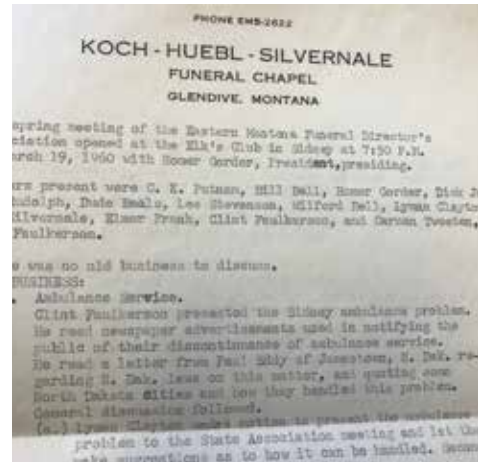 PHONE EM5-2622
KOCH - HUEBL - SILVERNALE
FUNERAL CHAPEL
GLENDIVE, MONTANA
spring meeting of the Eastern Montana Funeral Director's
ciation opened at the Elk's Club in Sidney at 7:30 P.M.
arch 19, 1960 with Homer Gorder, President,presiding.
ers present were C. E. Putnam, Bill Bell, Homer Gorder, Dick J
udolph, Dude Beals, Lee Stevenson, Wilford Bell, Lyman Clayto
Silvernale, Elmer Frank, Clint Faulkerson, and Carman Tweeten,
Faulkerson.
e was no old business to discuss.
BUSINESS:
Ambulance Service.
Clint Faulkerson presented the Sidney ambulance problem.
He read newspaper advertisements used in notifying the
public of their discontinuance of ambulance service.
He read a letter from Paul Eddy of Jamestown, N. Dak. re-
garding N. Dak. laws on this matter, and quoting some
North Dakota Cities and how they handled this problem.
General discussion followed.
(a.) Lyman Clayton makes motion to present the ambulance
problem to the State Association meeting and let the
make suggestions as to how it can be handled.